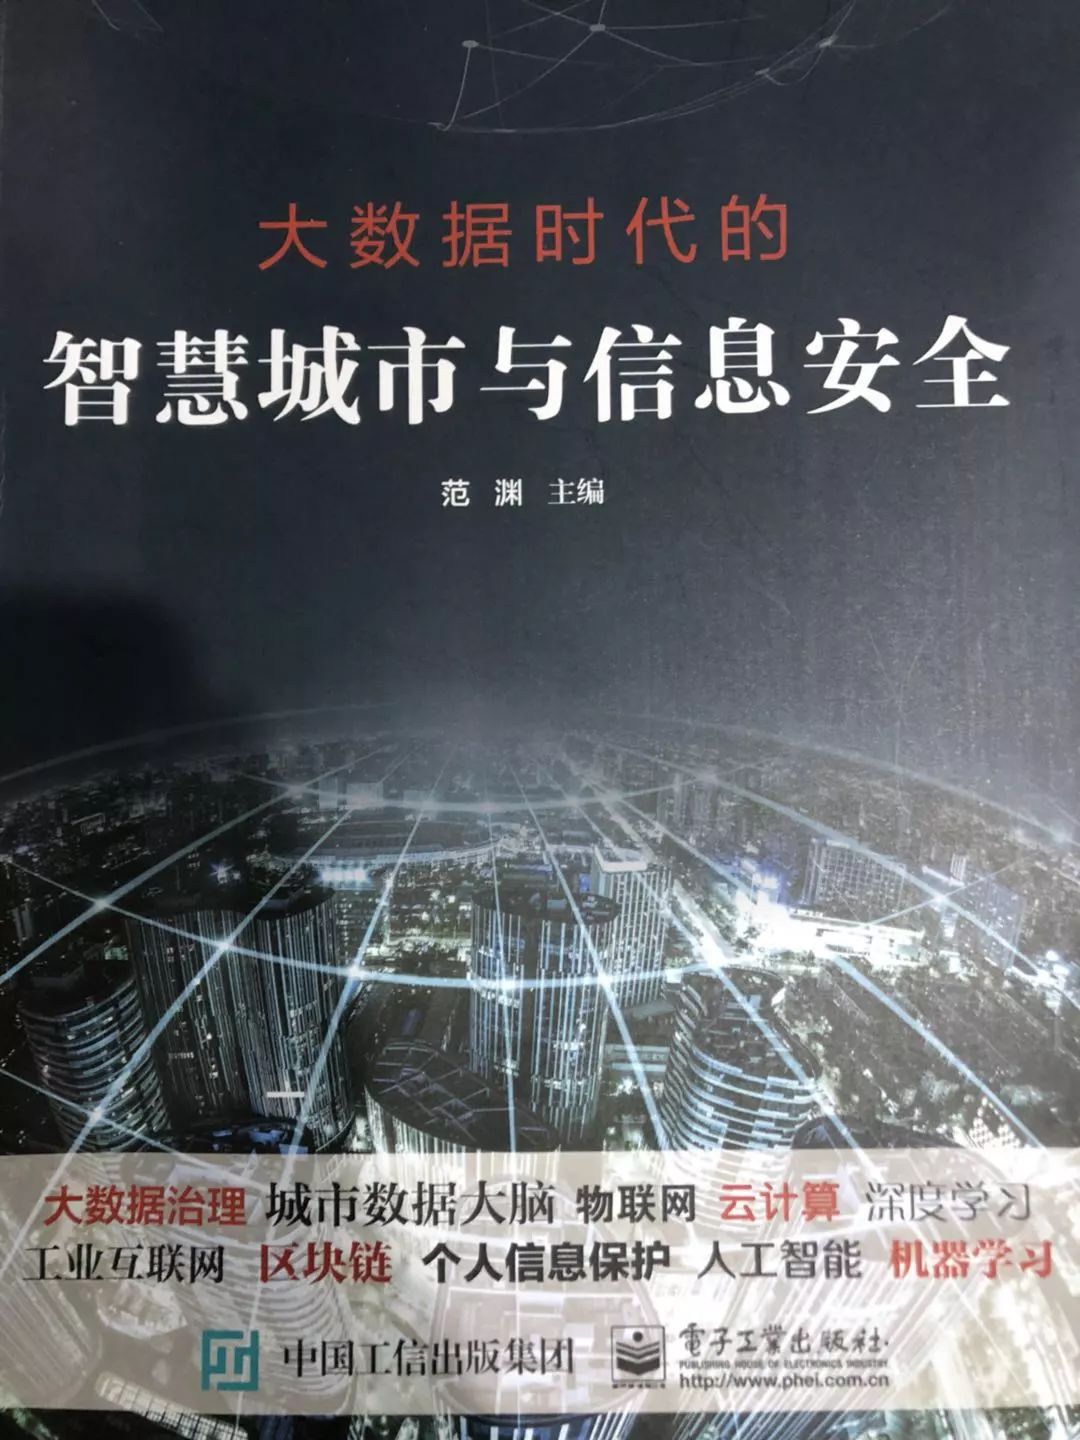 大数据时代的
智慧城市与信息安全
范 渊 主编
大数据治理 城市数据大脑 物联网 云计算 深度学习
工业互联网 区块链 个人信息保护 人工智能 机器学习
中国工信出版集团
電子工業出版社
PUBLISHING HOUSE OF ELECTRONICS INDUSTRY
http://www.phei.com.cn